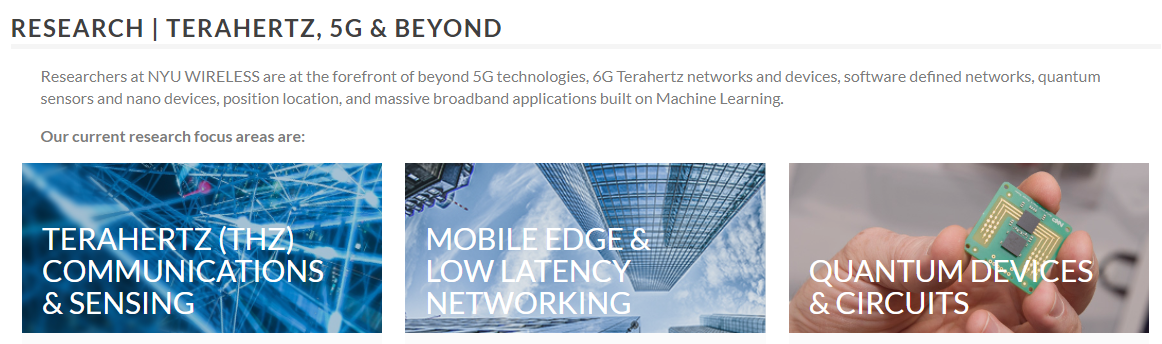 RESEARCH | TERAHERTZ, 5G & BEYOND
Researchers at NYU WIRELESS are at the forefront of beyond 5G technologies, 6G Terahertz networks and devices, software defined networks, quantum
sensors and nano devices, position location, and massive broadband applications built on Machine Learning.
Our current research focus areas are:
TERAHERTZ (THZ)
COMMUNICATIONS
& SENSING
MOBILE EDGE &
LOW LATENCY
NETWORKING
QUANTUM DEVICES
& CIRCUITS